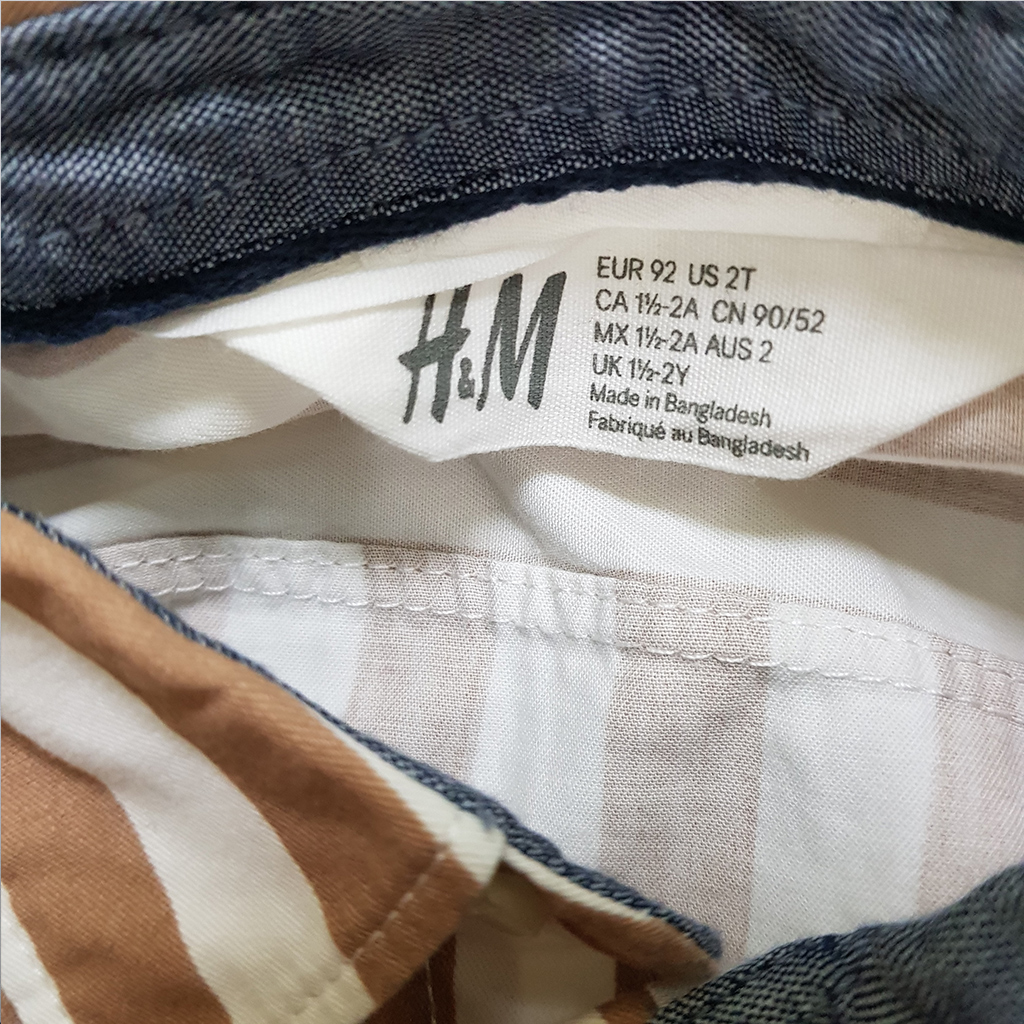 H&M
EUR 92 US 2T
CA 1½-2A CN 90/52
MX 1½-2A AUS 2
UK 1½-2Y
Made in Bangladesh
Fabriqué au Bangladesh